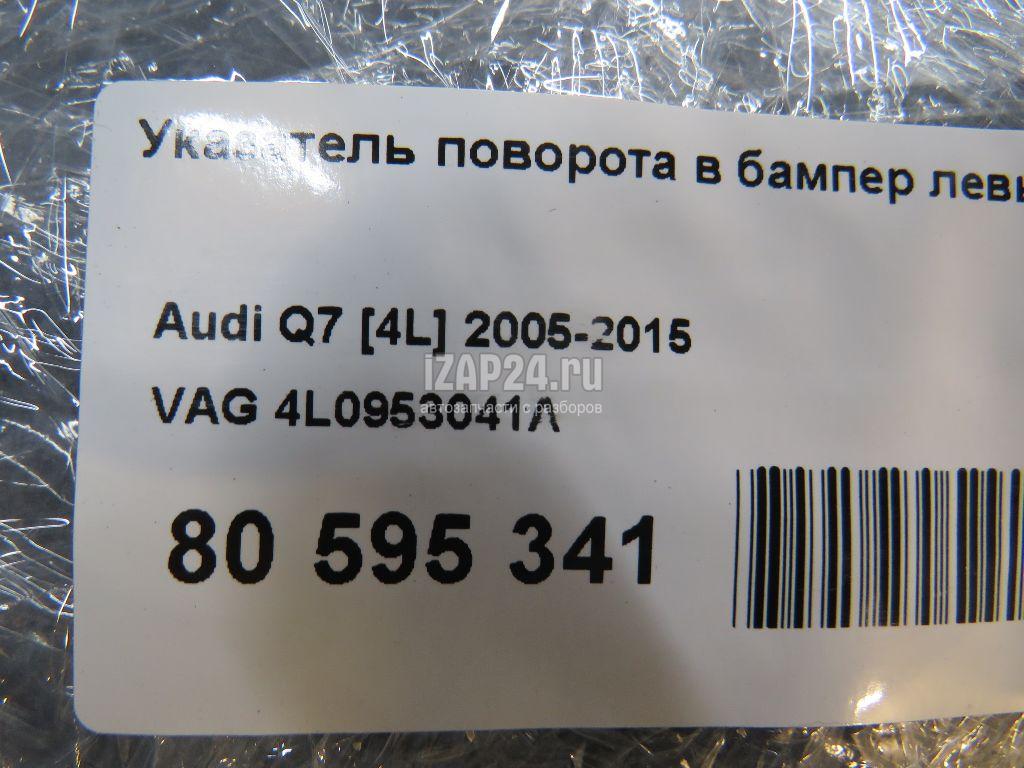 Указатель поворота в бампер левы
Audi Q7 [4L] 2005-2015
iZAP24.ru
VAG 4L0953041A
автозапчасти с разборов
80 595 341